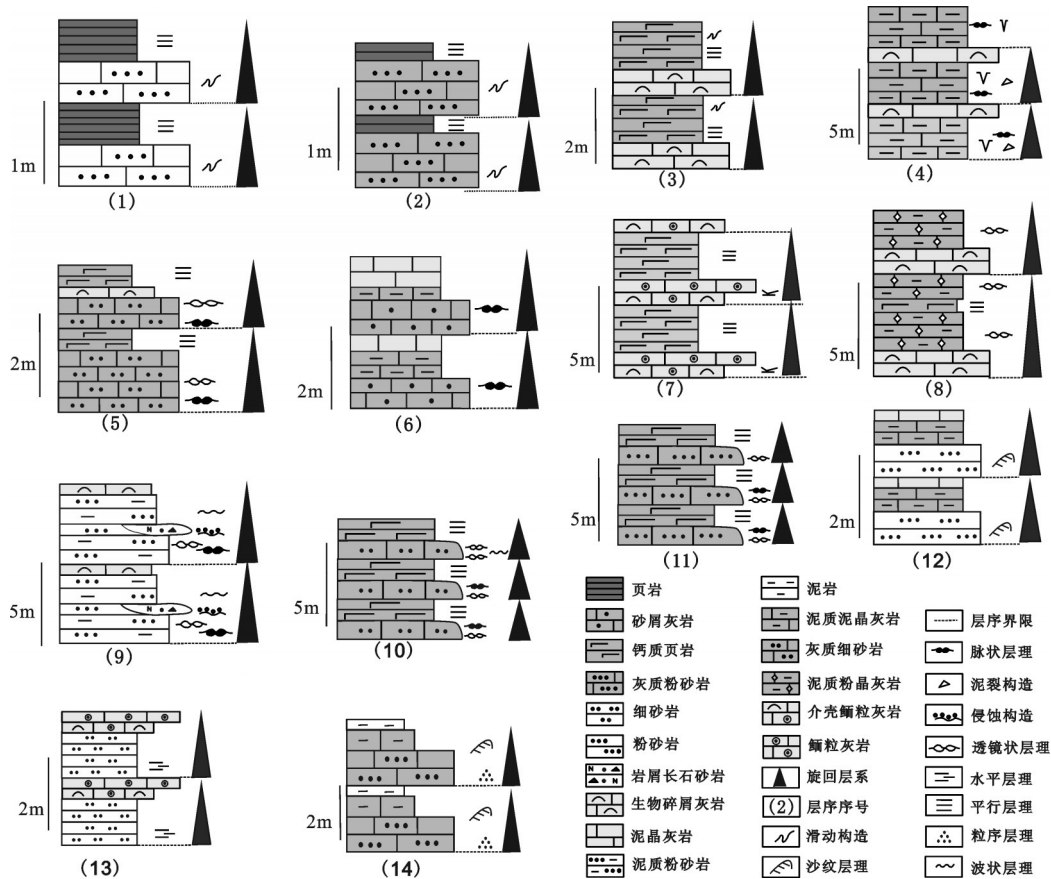 1m
(1)
1m
(2)
2m
(3)
5m
(4)
2m
(5)
2m
(6)
5m
(7)
5m
(8)
5m
(9)
5m
(10)
5m
(11)
2m
(12)
2m
(13)
2m
(14)
页岩
砂屑灰岩
钙质页岩
灰质粉砂岩
细砂岩
粉砂岩
N N 岩屑长石砂岩
生物碎屑灰岩
泥晶灰岩
泥质粉砂岩
泥岩
泥质泥晶灰岩
灰质细砂岩
泥质粉晶灰岩
介壳鲕粒灰岩
鲕粒灰岩
旋回层系
(2) 层序序号
滑动构造
沙纹层理
层序界限
脉状层理
泥裂构造
侵蚀构造
透镜状层理
水平层理
平行层理
粒序层理
波状层理